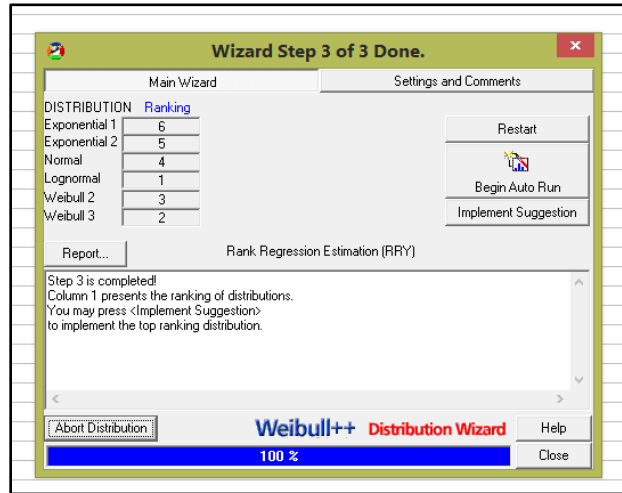 Wizard Step 3 of 3 Done.
Main Wizard
Settings and Comments
DISTRIBUTION Ranking
Exponential 1 6
Exponential 2 5
Normal 4
Lognormal 1
Weibull 2 3
Weibull 3 2
Restart
Begin Auto Run
Implement Suggestion
Report...
Rank Regression Estimation (RRY)
Step 3 is completed!
Column 1 presents the ranking of distributions.
You may press <Implement Suggestion>
to implement the top ranking distribution.
Abort Distribution
Weibull++ Distribution Wizard
Help
100 %
Close